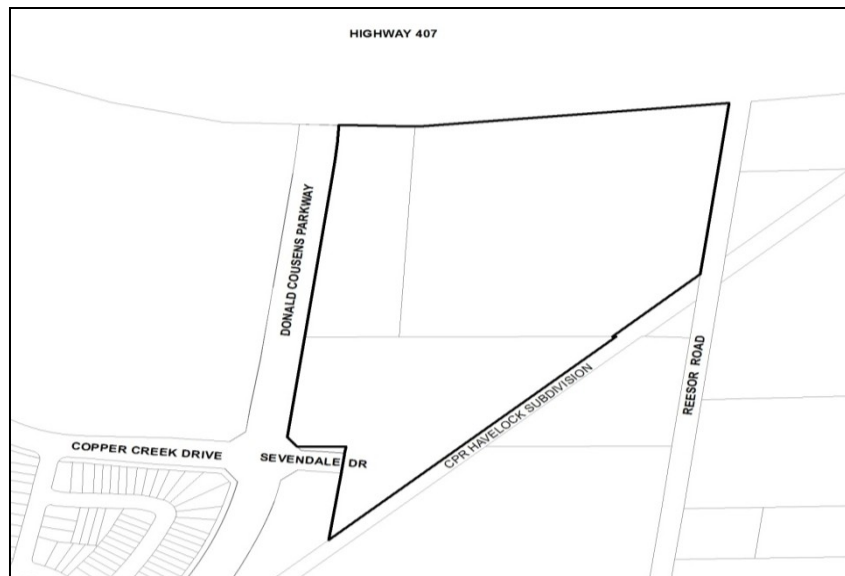 HIGHWAY 407
DONALD COUSENS PARKWAY
REESOR ROAD
CPR HAVELOCK SUBDIVISION
COPPER CREEK DRIVE
SEVENDALE DR